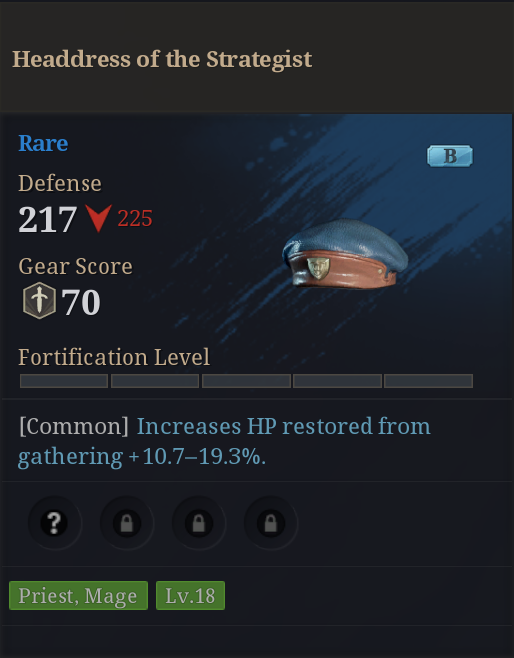 Headdress of the Strategist
Rare
B
Defense
217 225
Gear Score
70
Fortification Level
[Common] Increases HP restored from
gathering +10.7–19.3%.
?
Priest, Mage Lv.18